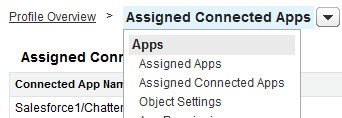 Profile Overview > Assigned Connected Apps
Apps
Assigned Apps
Assigned Conn
Assigned Connected Apps
Connected App Nam
Object Settings
Salesforce1/Chatter